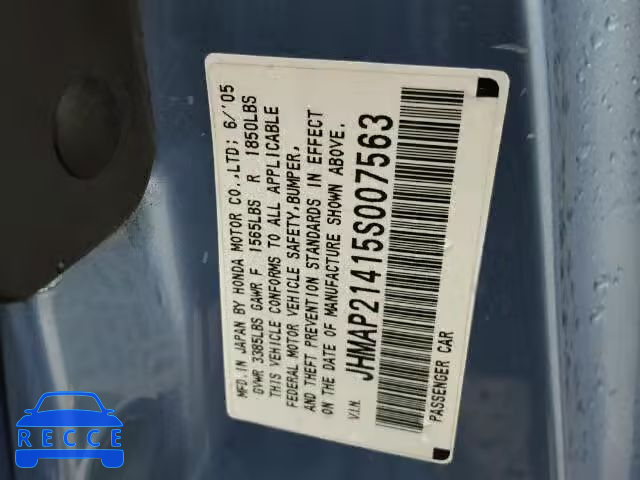 MFD. IN JAPAN BY HONDA MOTOR CO.,LTD; 6/'05
GVWR 3385LBS GAWR F 1565LBS R 1850LBS
THIS VEHICLE CONFORMS TO ALL APPLICABLE
FEDERAL MOTOR VEHICLE SAFETY, BUMPER,
AND THEFT PREVENTION STANDARDS IN EFFECT
ON THE DATE OF MANUFACTURE SHOWN ABOVE.
V.I.N. JHMAP21415S007563
PASSENGER CAR
RECCE